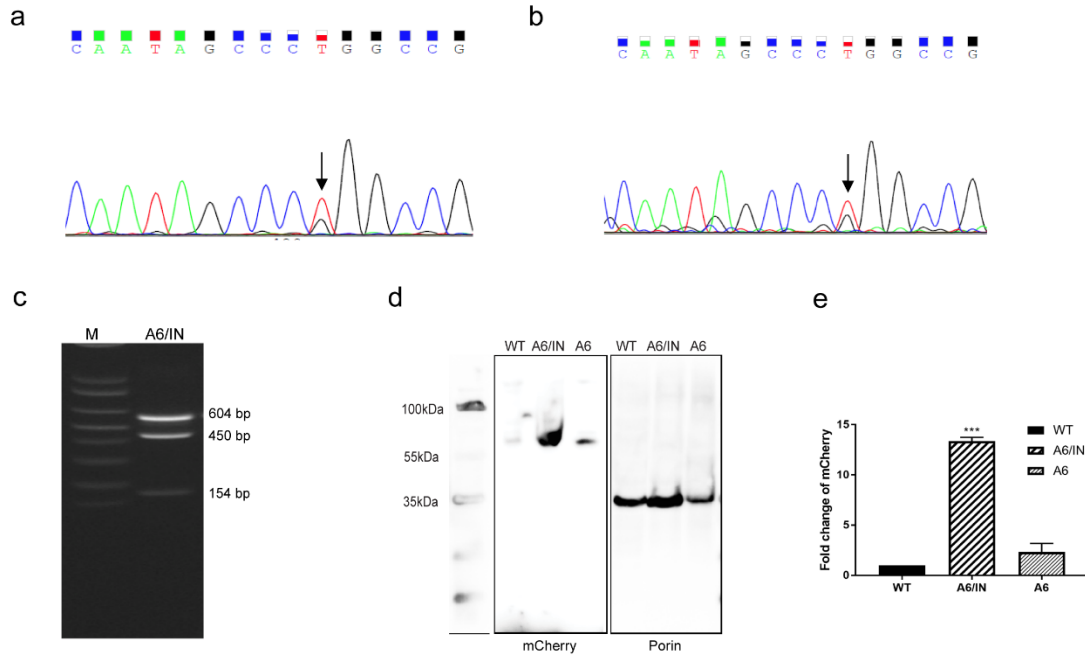 a
C A A T A G C C C T G G C C G
b
C A A T A G C C C T G G C C G
c
M A6/IN
604 bp
450 bp
154 bp
d
WT A6/IN A6
WT A6/IN A6
100kDa
55kDa
35kDa
mCherry
Porin
e
Fold change of mCherry
15
10
5
0
***
WT
A6/IN
A6
WT
A6/IN
A6